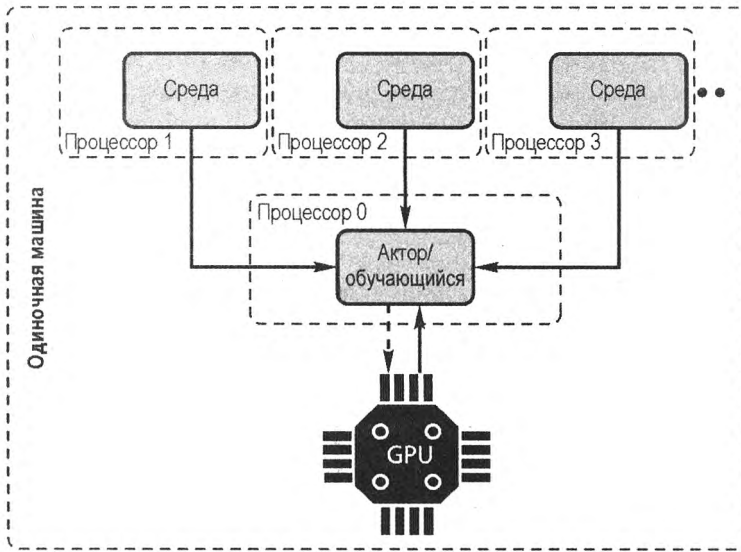 Среда
Среда
Среда
Процессор 1
Процессор 2
Процессор 3
Процессор 0
Актор/
обучающийся
Одиночная машина
GPU